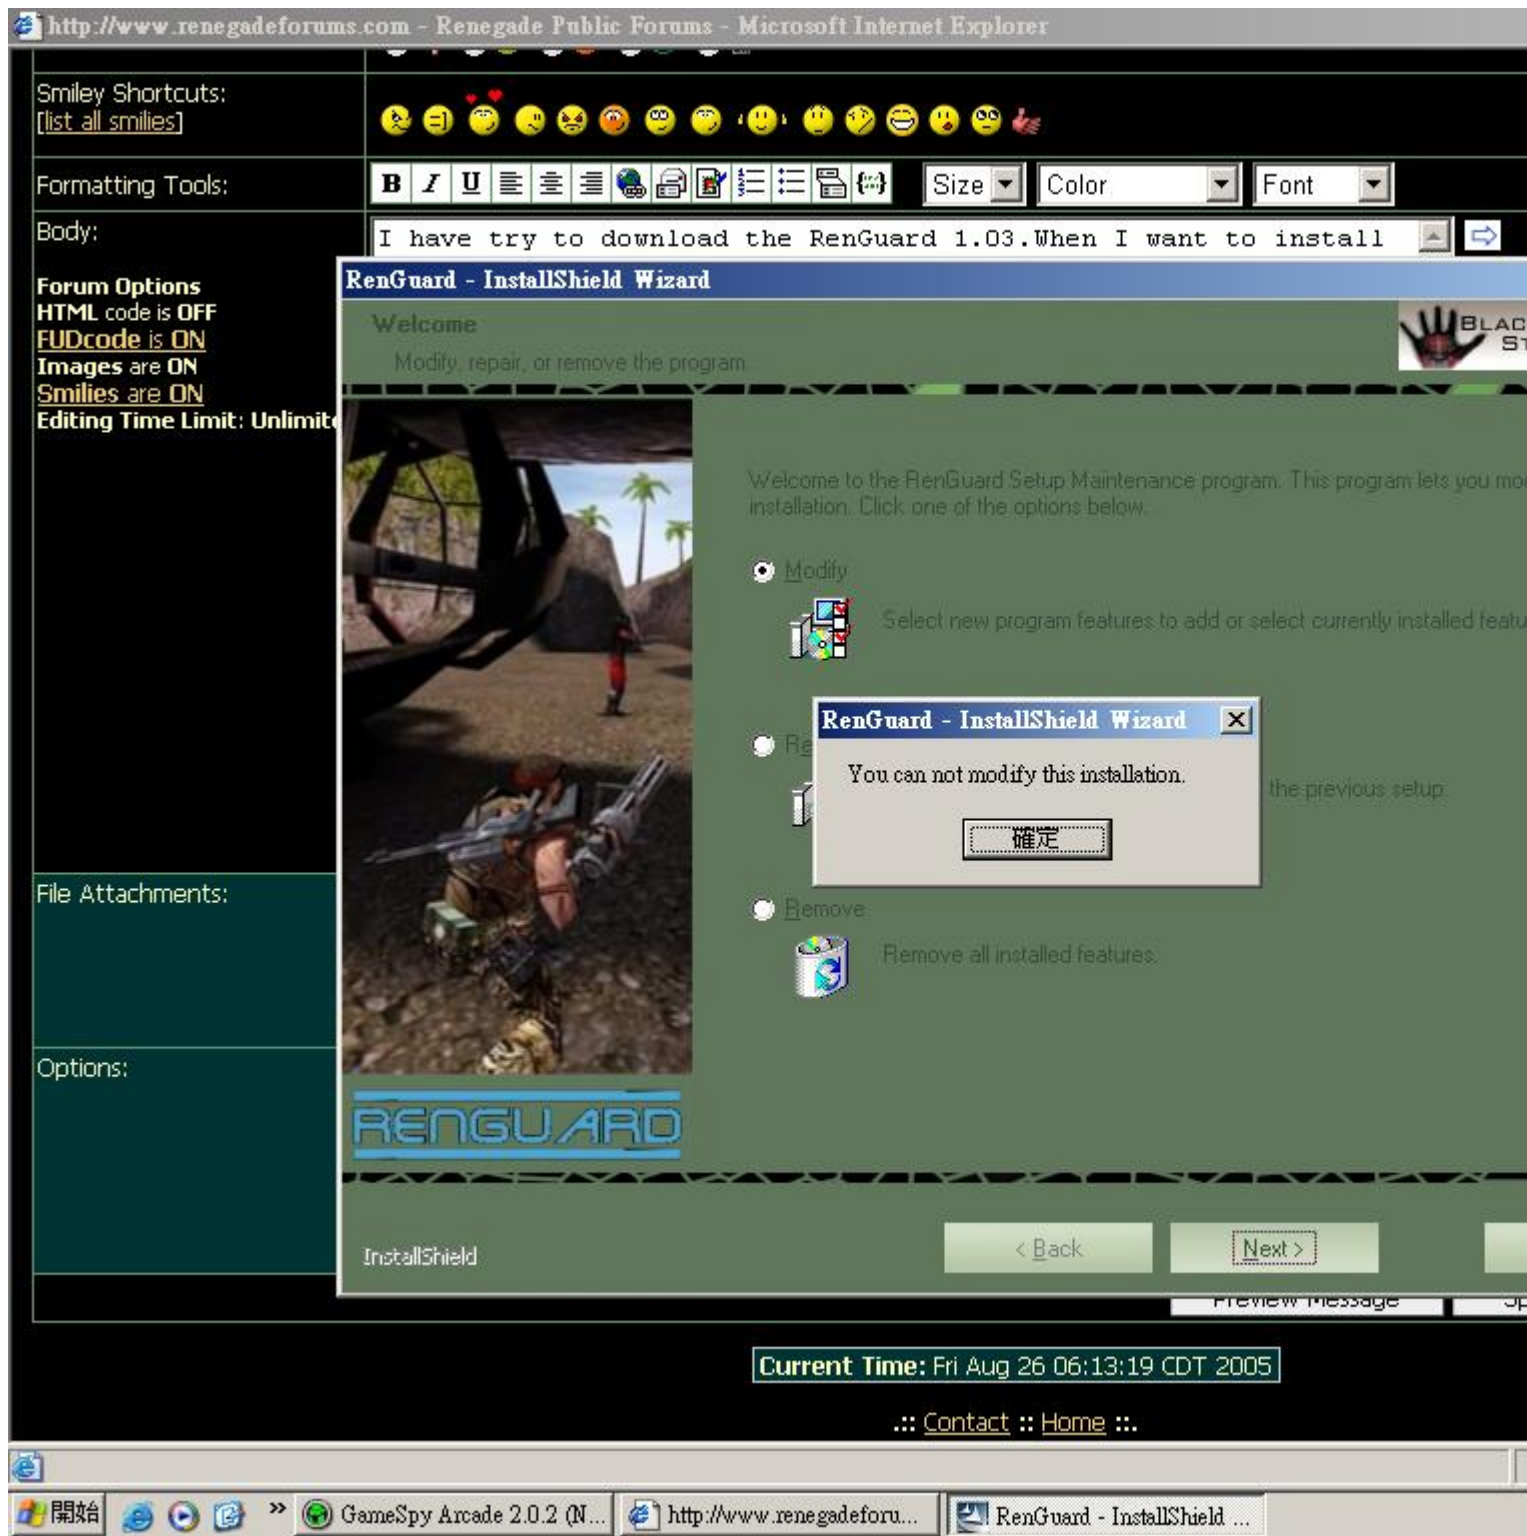 http://www.renegadeforums.com - Renegade Public Forums - Microsoft Internet Explorer
Smiley Shortcuts:
[list all smilies]
Formatting Tools:
B I U
Size
Color
Font
Body:
I have try to download the RenGuard 1.03.When I want to install
Forum Options
HTML code is OFF
FUDcode is ON
Images are ON
Smilies are ON
Editing Time Limit:
RenGuard - InstallShield Wizard
Welcome
Modify, repair, or remove the program.
Welcome to the RenGuard Setup Maintenance program. This program lets you
installation. Click one of the options below.
Modify
Select new program features to add or select currently installed
RenGuard - InstallShield Wizard
You can not modify this installation.
確定
the previous setup.
Remove
Remove all installed features.
RENGUARD
InstallShield
< Back
Next >
File Attachments:
Options:
Preview Message
Current Time: Fri Aug 26 06:13:19 CDT 2005
.:: Contact :: Home ::.
開始
»
GameSpy Arcade 2.0.2 (N...
http://www.renegadeforu...
RenGuard - InstallShield ...